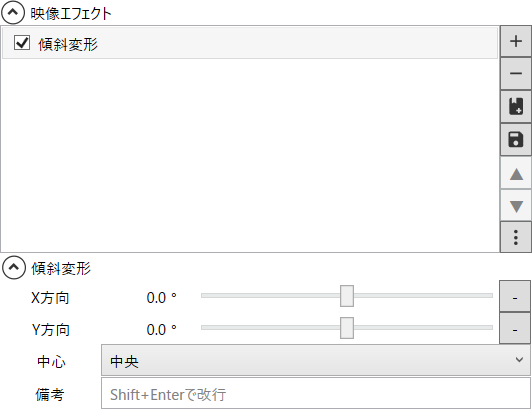 映像エフェクト
傾斜変形
傾斜変形
X方向 0.0 ° -
Y方向 0.0 ° -
中心 中央
備考 Shift+Enterで改行